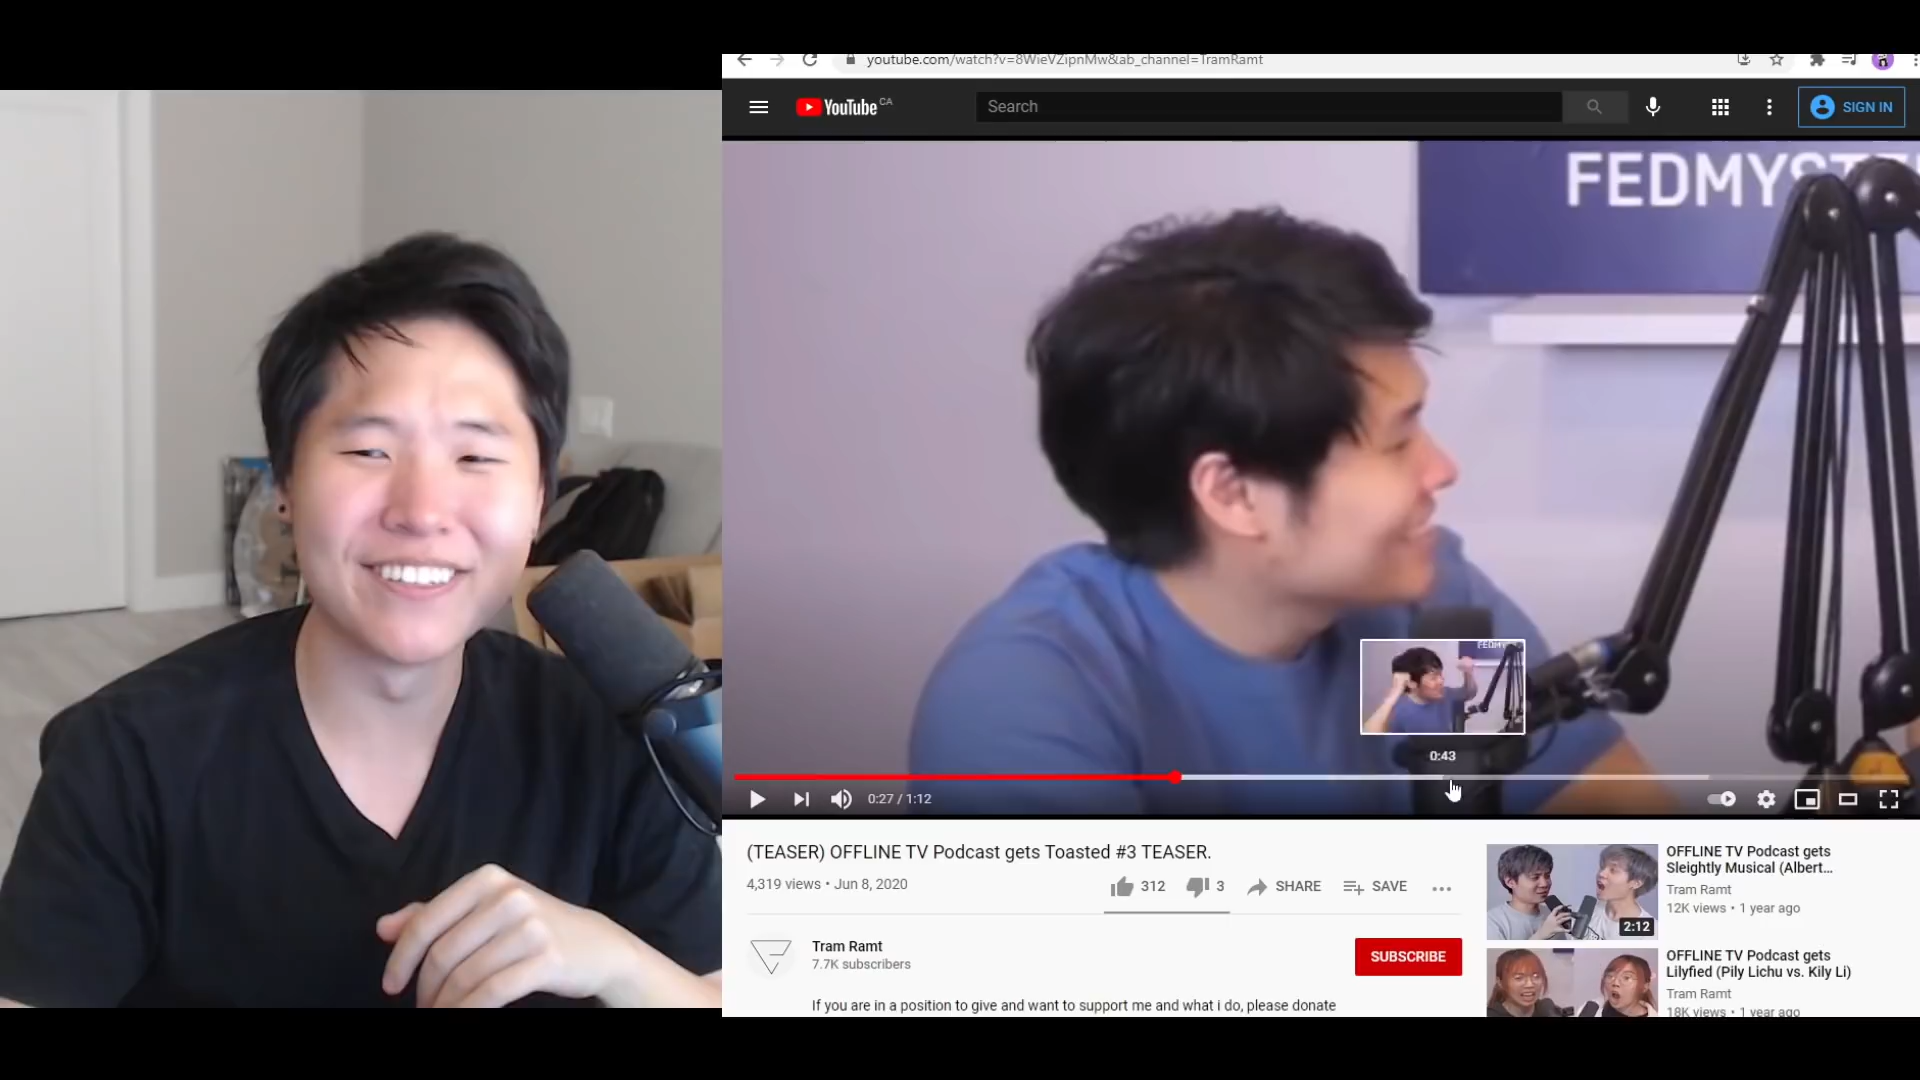 youtube.com/watch?v=8WieVZipnMw&ab_channel=TramRamt
YouTube CA
Search
SIGN IN
FEDMYSTE
FEDM
0:43
0:27 / 1:12
(TEASER) OFFLINE TV Podcast gets Toasted #3 TEASER.
4,319 views • Jun 8, 2020
312
3
SHARE
SAVE
Tram Ramt
7.7K subscribers
SUBSCRIBE
If you are in a position to give and want to support me and what i do, please donate
2:12
OFFLINE TV Podcast gets
Sleightly Musical (Albert...
Tram Ramt
12K views • 1 year ago
OFFLINE TV Podcast gets
Lilyfied (Pily Lichu vs. Kily Li)
Tram Ramt
18K views • 1 year ago